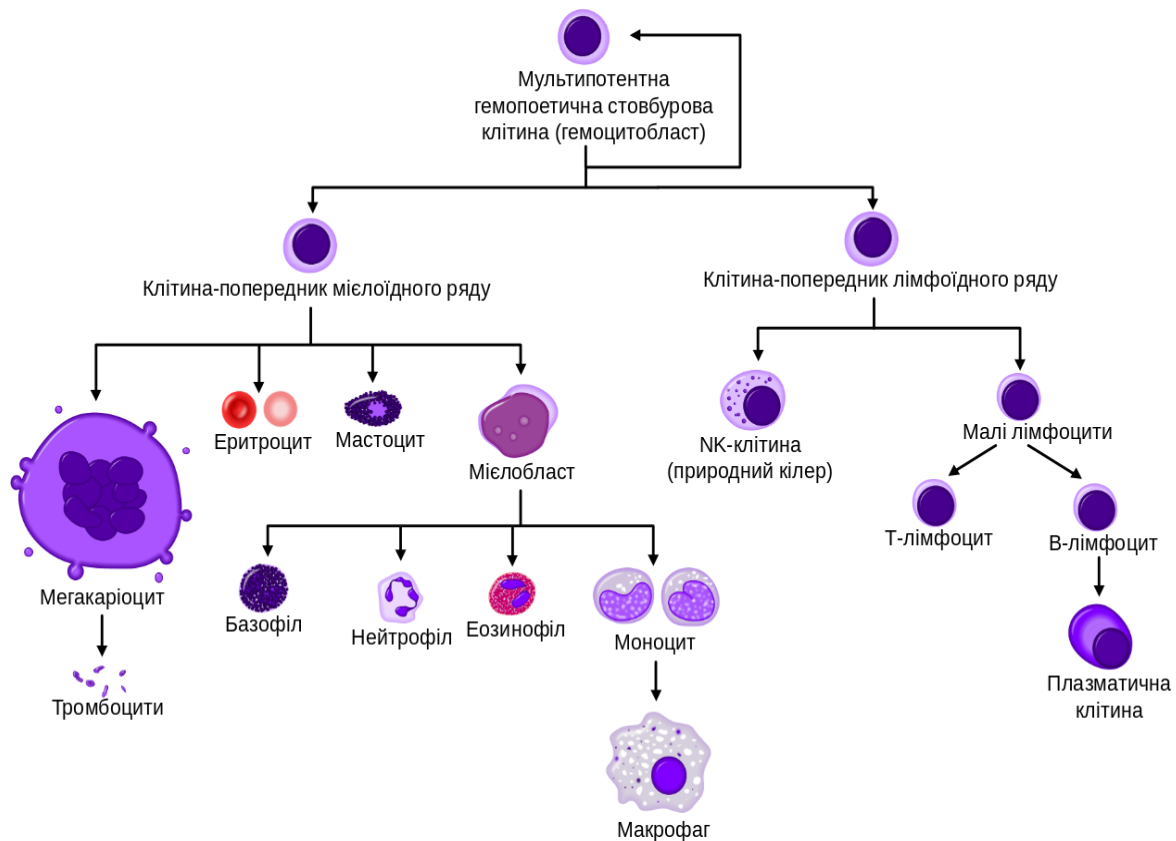 Мультипотентна
гемопоетична стовбурова
клітина (гемоцитобласт)
Клітина-попередник мієлоїдного ряду
Клітина-попередник лімфоїдного ряду
Еритроцит
Мастоцит
Мієлобласт
NK-клітина
(природний кілер)
Малі лімфоцити
Т-лімфоцит
В-лімфоцит
Мегакаріоцит
Базофіл
Нейтрофіл
Еозинофіл
Моноцит
Плазматична
клітина
Тромбоцити
Макрофаг